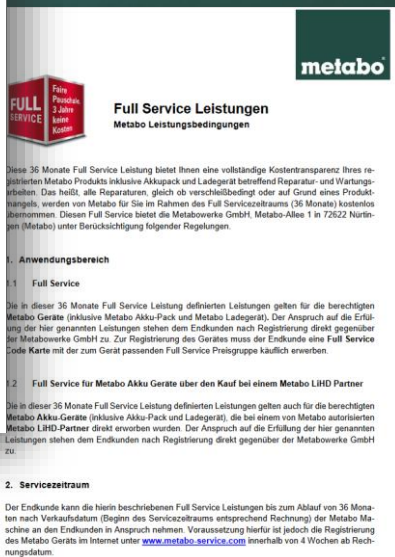 metabo
FULL SERVICE
Faire
Pauschale.
3 Jahre
keine
Kosten
Full Service Leistungen
Metabo Leistungsbedingungen
Diese 36 Monate Full Service Leistung bietet Ihnen eine vollständige Kostentransparenz Ihres re-
gistrierten Metabo Produkts inklusive Akkupack und Ladegerät betreffend Reparatur- und Wartungs-
arbeiten. Das heißt, alle Reparaturen, gleich ob verschleißbedingt oder auf Grund eines Produkt-
mangels, werden von Metabo für Sie im Rahmen des Full Servicezeitraums (36 Monate) kostenlos
übernommen. Diesen Full Service bietet die Metabowerke GmbH, Metabo-Allee 1 in 72622 Nürtin-
gen (Metabo) unter Berücksichtigung folgender Regelungen.
1. Anwendungsbereich
1.1 Full Service
Die in dieser 36 Monate Full Service Leistung definierten Leistungen gelten für die berechtigten
Metabo Geräte (inklusive Metabo Akku-Pack und Metabo Ladegerät). Der Anspruch auf die Erfül-
lung der hier genannten Leistungen stehen dem Endkunden nach Registrierung direkt gegenüber
der Metabowerke GmbH zu. Zur Registrierung des Gerätes muss der Endkunde eine Full Service
Code Karte mit der zum Gerät passenden Full Service Preisgruppe käuflich erwerben.
1.2 Full Service für Metabo Akku Geräte über den Kauf bei einem Metabo LiHD Partner
Die in dieser 36 Monate Full Service Leistung definierten Leistungen gelten auch für die berechtigten
Metabo Akku-Geräte (inklusive Akku-Pack und Ladegerät), die bei einem von Metabo autorisierten
Metabo LiHD-Partner direkt erworben wurden. Der Anspruch auf die Erfüllung der hier genannten
Leistungen stehen dem Endkunden nach Registrierung direkt gegenüber der Metabowerke GmbH
zu.
2. Servicezeitraum
Der Endkunde kann die hierin beschriebenen Full Service Leistungen bis zum Ablauf von 36 Mona-
ten nach Verkaufsdatum (Beginn des Servicezeitraums entsprechend Rechnung) der Metabo Ma-
schine an den Endkunden in Anspruch nehmen. Voraussetzung hierfür ist jedoch die Registrierung
des Metabo Geräts im Internet unter www.metabo-service.com innerhalb von 4 Wochen ab Rech-
nungsdatum.